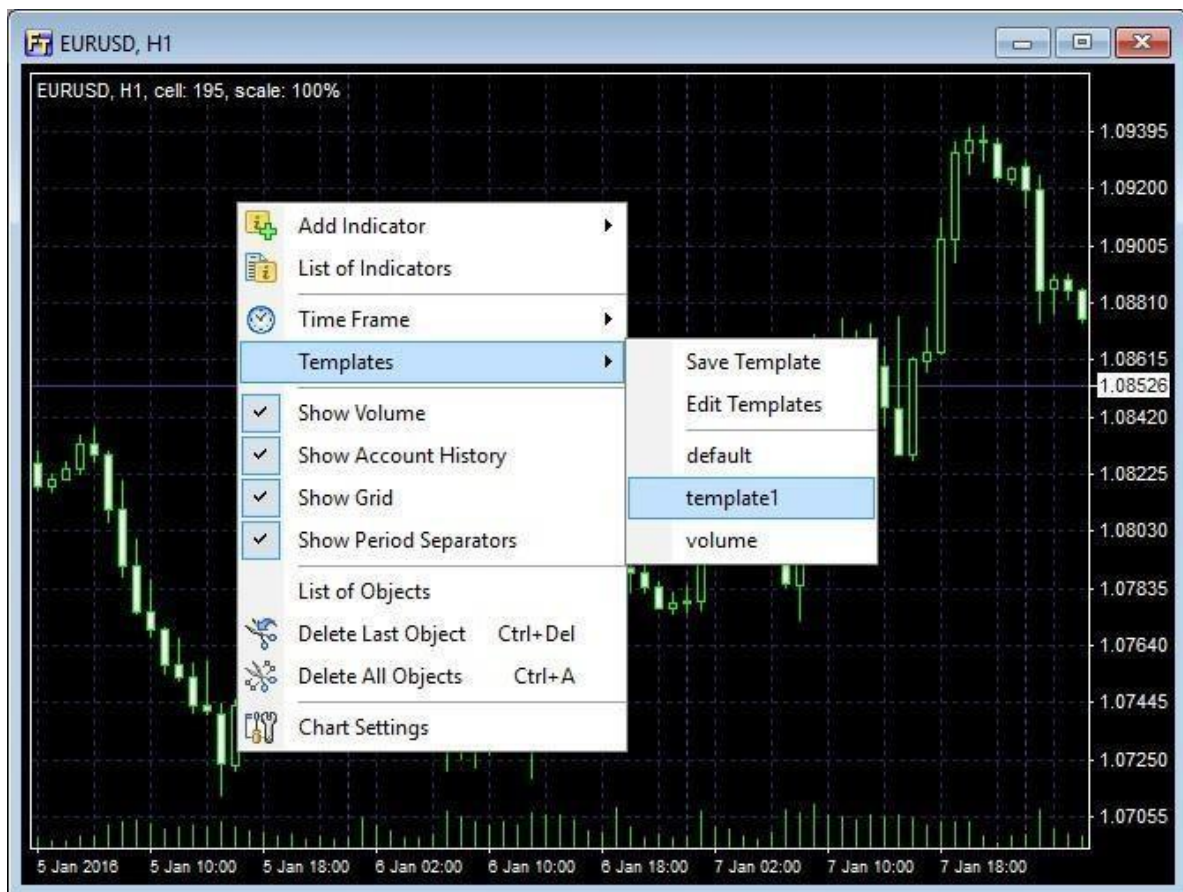 EURUSD, H1
EURUSD, H1, cell: 195, scale: 100%
1.09395
1.09200
1.09005
1.08810
1.08615
1.08526
1.08420
1.08225
1.08030
1.07835
1.07640
1.07445
1.07250
1.07055
Add Indicator
List of Indicators
Time Frame
Templates
Show Volume
Show Account History
Show Grid
Show Period Separators
List of Objects
Delete Last Object Ctrl+Del
Delete All Objects Ctrl+A
Chart Settings
Save Template
Edit Templates
default
template1
volume
5 Jan 2016 5 Jan 10:00 5 Jan 18:00 6 Jan 02:00 6 Jan 10:00 6 Jan 18:00 7 Jan 02:00 7 Jan 10:00 7 Jan 18:00